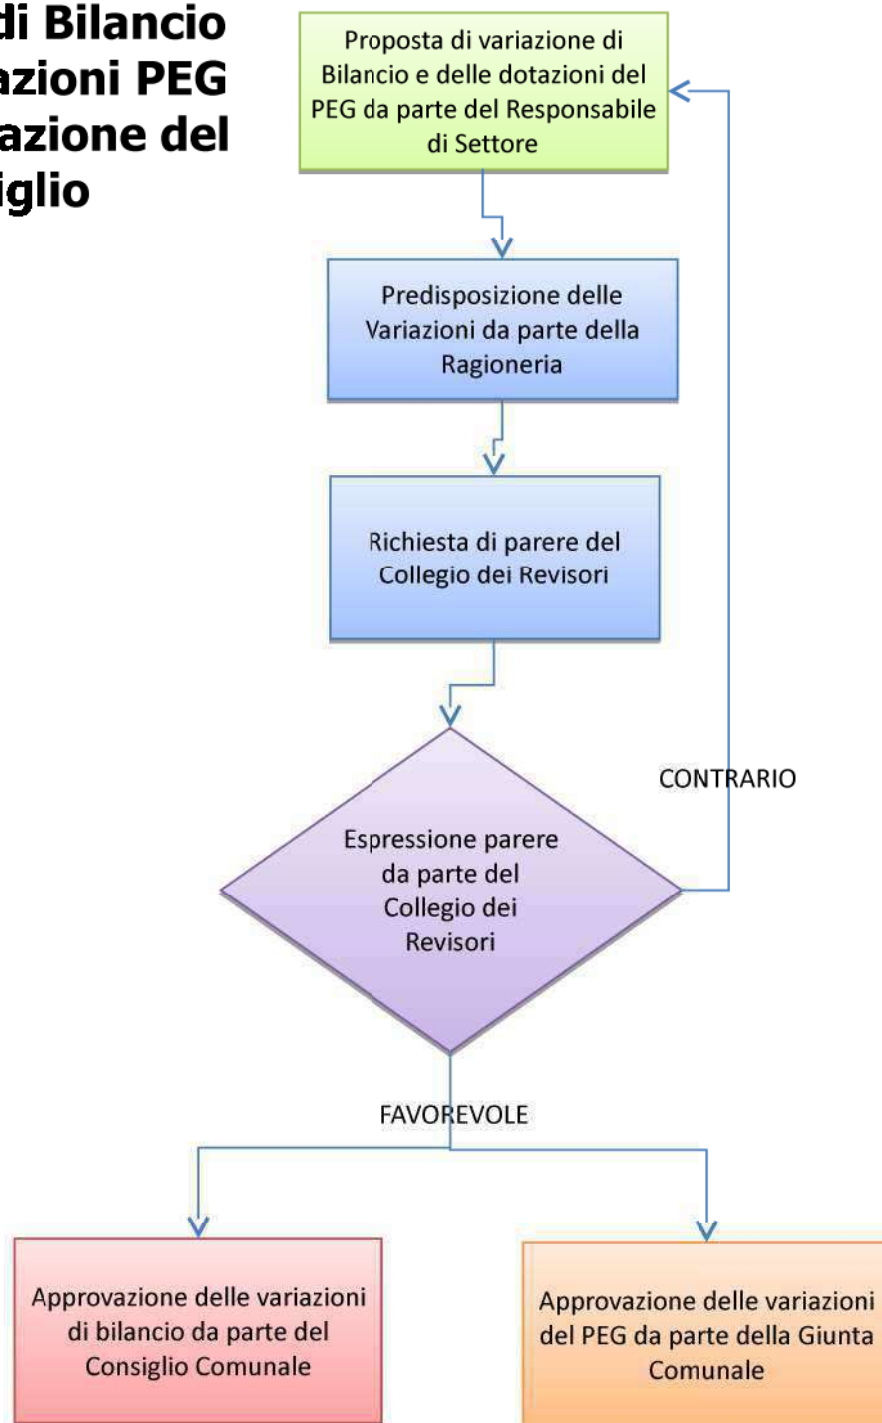 di Bilancio
azioni PEG
azione del
iglio
Proposta di variazione di
Bilancio e delle dotazioni del
PEG da parte del Responsabile
di Settore
Predisposizione delle
Variazioni da parte della
Ragioneria
Richiesta di parere del
Collegio dei Revisori
CONTRARIO
Espressione parere
da parte del
Collegio dei
Revisori
FAVOREVOLE
Approvazione delle variazioni
di bilancio da parte del
Consiglio Comunale
Approvazione delle variazioni
del PEG da parte della Giunta
Comunale